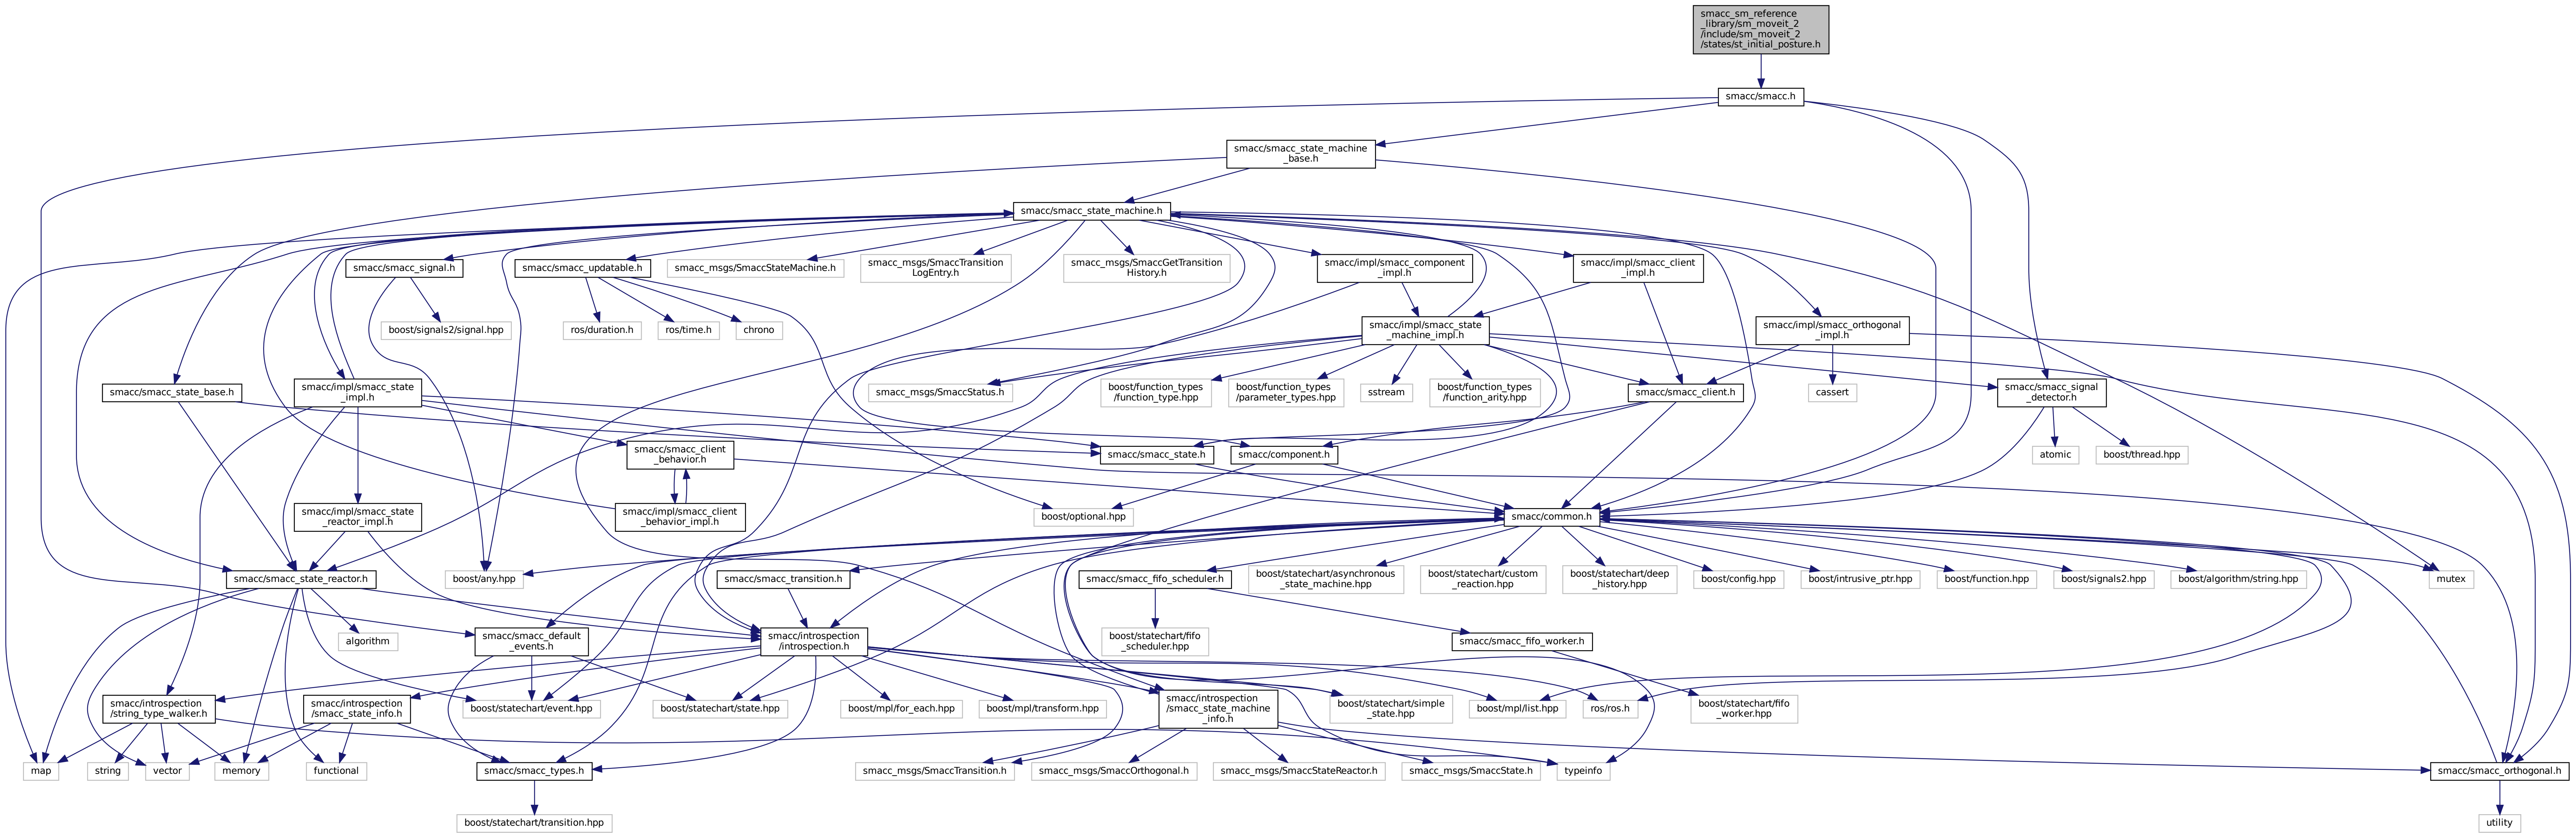 smacc_sm_reference
_library/sm_moveit_2
/include/sm_moveit_2
/states/st_initial_posture.h
smacc/smacc.h
smacc/smacc_state_machine
_base.h
smacc/smacc_state_machine.h
smacc/smacc_signal.h
smacc/smacc_updatable.h
smacc_msgs/SmaccStateMachine.h
smacc_msgs/SmaccTransition
LogEntry.h
smacc_msgs/SmaccGetTransition
History.h
smacc/impl/smacc_component
_impl.h
smacc/impl/smacc_client
_impl.h
boost/signals2/signal.hpp
ros/duration.h
ros/time.h
chrono
smacc/impl/smacc_state
_machine_impl.h
smacc/impl/smacc_orthogonal
_impl.h
smacc/smacc_state_base.h
smacc/impl/smacc_state
_impl.h
smacc_msgs/SmaccStatus.h
boost/function_types
/function_type.hpp
boost/function_types
/parameter_types.hpp
sstream
boost/function_types
/function_arity.hpp
smacc/smacc_client.h
cassert
smacc/smacc_signal
_detector.h
smacc/smacc_client
_behavior.h
smacc/smacc_state.h
smacc/component.h
atomic
boost/thread.hpp
smacc/impl/smacc_state
_reactor_impl.h
smacc/impl/smacc_client
_behavior_impl.h
boost/optional.hpp
smacc/common.h
smacc/smacc_state_reactor.h
boost/any.hpp
smacc/smacc_transition.h
smacc/smacc_fifo_scheduler.h
boost/statechart/asynchronous
_state_machine.hpp
boost/statechart/custom
_reaction.hpp
boost/statechart/deep
_history.hpp
boost/config.hpp
boost/intrusive_ptr.hpp
boost/function.hpp
boost/signals2.hpp
boost/algorithm/string.hpp
mutex
algorithm
smacc/smacc_default
_events.h
smacc/introspection
/introspection.h
boost/statechart/fifo
_scheduler.hpp
smacc/smacc_fifo_worker.h
smacc/introspection
/string_type_walker.h
smacc/introspection
/smacc_state_info.h
boost/statechart/event.hpp
boost/statechart/state.hpp
boost/mpl/for_each.hpp
boost/mpl/transform.hpp
smacc/introspection
/smacc_state_machine
_info.h
boost/statechart/simple
_state.hpp
boost/mpl/list.hpp
ros/ros.h
boost/statechart/fifo
_worker.hpp
map
string
vector
memory
functional
smacc/smacc_types.h
smacc_msgs/SmaccTransition.h
smacc_msgs/SmaccOrthogonal.h
smacc_msgs/SmaccStateReactor.h
smacc_msgs/SmaccState.h
typeinfo
smacc/smacc_orthogonal.h
boost/statechart/transition.hpp
utility